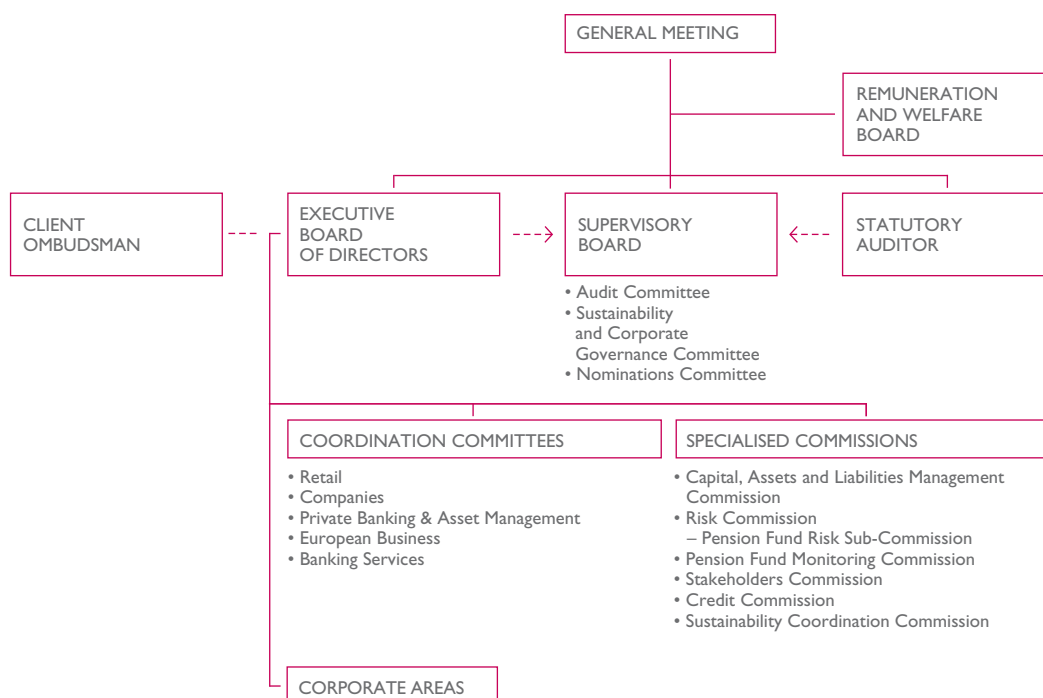 GENERAL MEETING
REMUNERATION
AND WELFARE
BOARD
CLIENT
OMBUDSMAN
EXECUTIVE
BOARD
OF DIRECTORS
SUPERVISORY
BOARD
STATUTORY
AUDITOR
• Audit Committee
• Sustainability
and Corporate
Governance Committee
• Nominations Committee
COORDINATION COMMITTEES
• Retail
• Companies
• Private Banking & Asset Management
• European Business
• Banking Services
SPECIALISED COMMISSIONS
• Capital, Assets and Liabilities Management
Commission
• Risk Commission
– Pension Fund Risk Sub-Commission
• Pension Fund Monitoring Commission
• Stakeholders Commission
• Credit Commission
• Sustainability Coordination Commission
CORPORATE AREAS